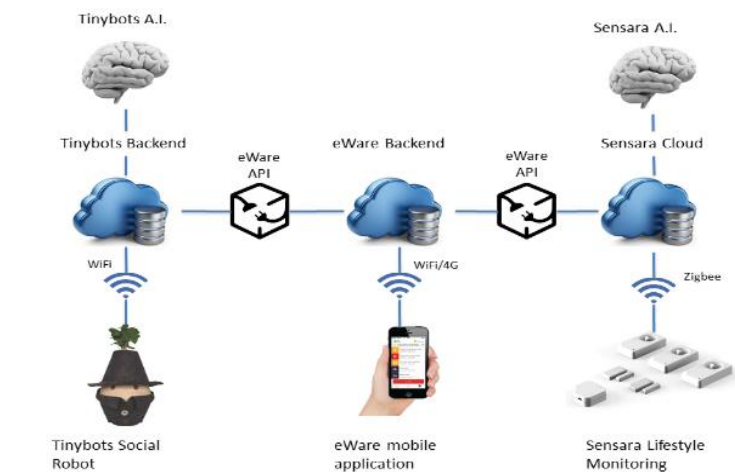 Tinybots A.I.
Sensara A.I.
Tinybots Backend
eWare Backend
Sensara Cloud
eWare
API
eWare
API
WiFi
WiFi/4G
Zigbee
Tinybots Social
Robot
eWare mobile
application
Sensara Lifestyle
Monitoring